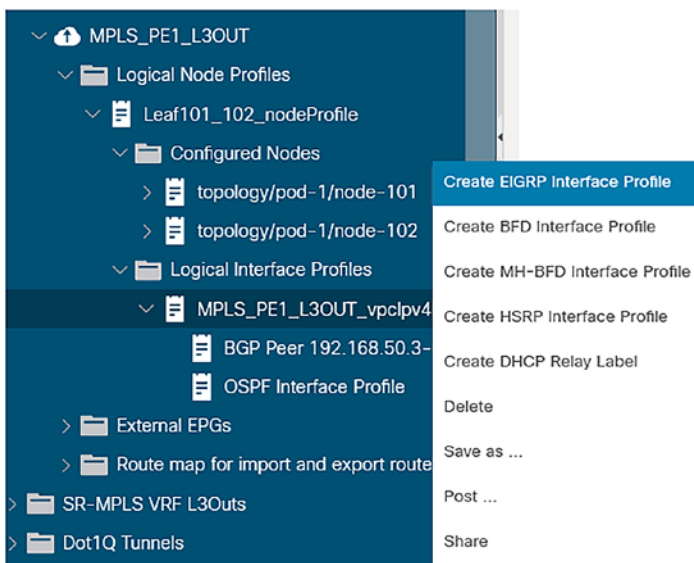 MPLS_PE1_L3OUT
Logical Node Profiles
Leaf101_102_nodeProfile
Configured Nodes
topology/pod-1/node-101
topology/pod-1/node-102
Logical Interface Profiles
MPLS_PE1_L3OUT_vpcIpv4
BGP Peer 192.168.50.3-
OSPF Interface Profile
External EPGs
Route map for import and export route
SR-MPLS VRF L3Outs
Dot1Q Tunnels
Create EIGRP Interface Profile
Create BFD Interface Profile
Create MH-BFD Interface Profile
Create HSRP Interface Profile
Create DHCP Relay Label
Delete
Save as ...
Post ...
Share